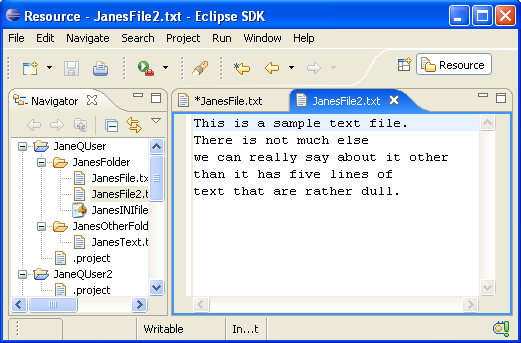 Resource - JanesFile2.txt - Eclipse SDK
File Edit Navigate Search Project Run Window Help
Resource
Navigator
*JanesFile.txt
JanesFile2.txt
JaneQUser
JanesFolder
JanesFile.tx
JanesFile2.t
JanesINIfile
JanesOtherFold
JanesText.t
.project
JaneQUser2
.project
This is a sample text file.
There is not much else
we can really say about it other
than it has five lines of
text that are rather dull.
Writable
In...t